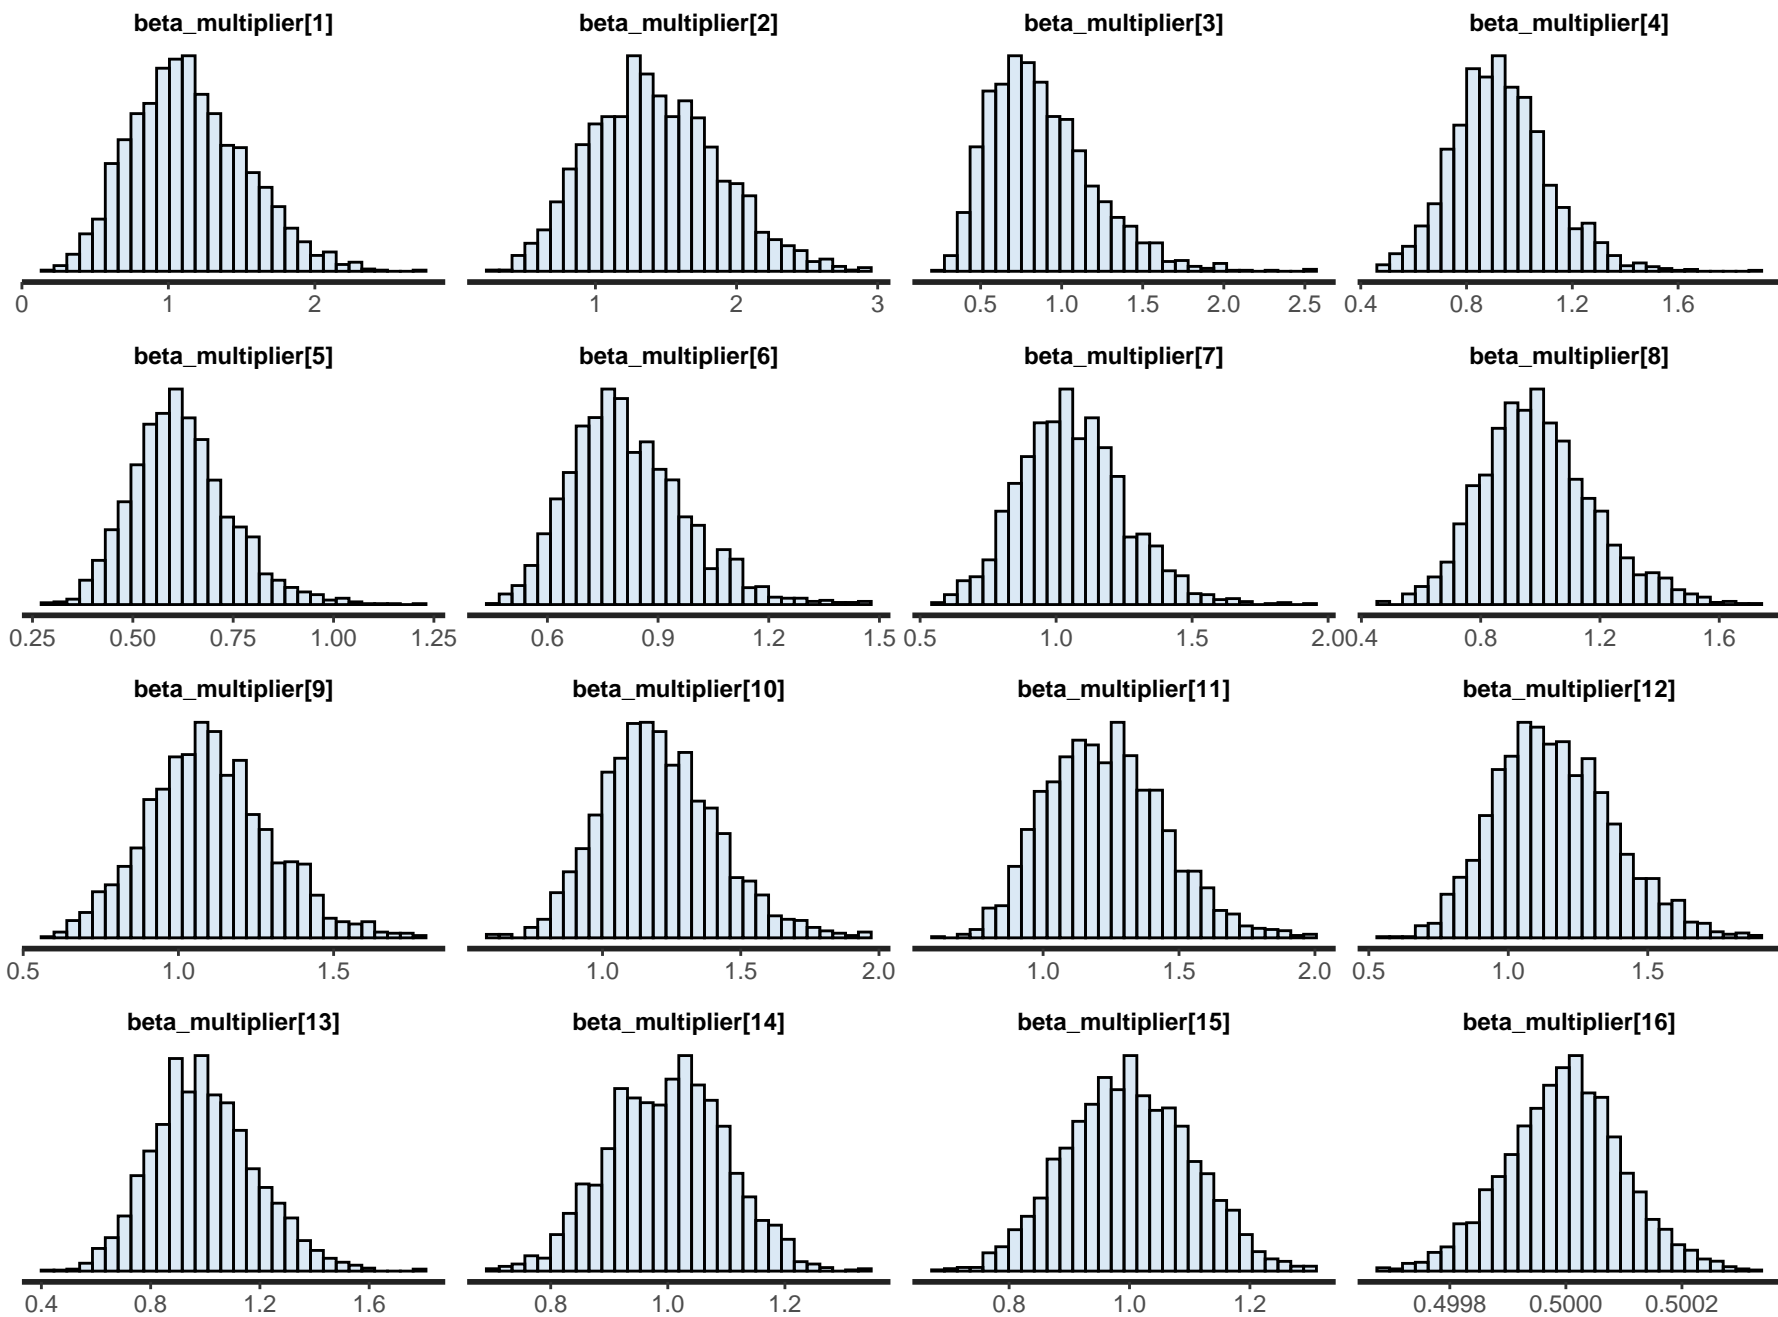 beta_multiplier[1] beta_multiplier[2] beta_multiplier[3] beta_multiplier[4]
0 1 2 1 2 3 0.5 1.0 1.5 2.0 2.5 0.4 0.8 1.2 1.6
beta_multiplier[5] beta_multiplier[6] beta_multiplier[7] beta_multiplier[8]
0.25 0.50 0.75 1.00 1.25 0.6 0.9 1.2 1.5 0.5 1.0 1.5 2.0 0.4 0.8 1.2 1.6
beta_multiplier[9] beta_multiplier[10] beta_multiplier[11] beta_multiplier[12]
0.5 1.0 1.5 1.0 1.5 2.0 1.0 1.5 2.0 0.5 1.0 1.5
beta_multiplier[13] beta_multiplier[14] beta_multiplier[15] beta_multiplier[16]
0.4 0.8 1.2 1.6 0.8 1.0 1.2 0.8 1.0 1.2 0.4998 0.5000 0.5002